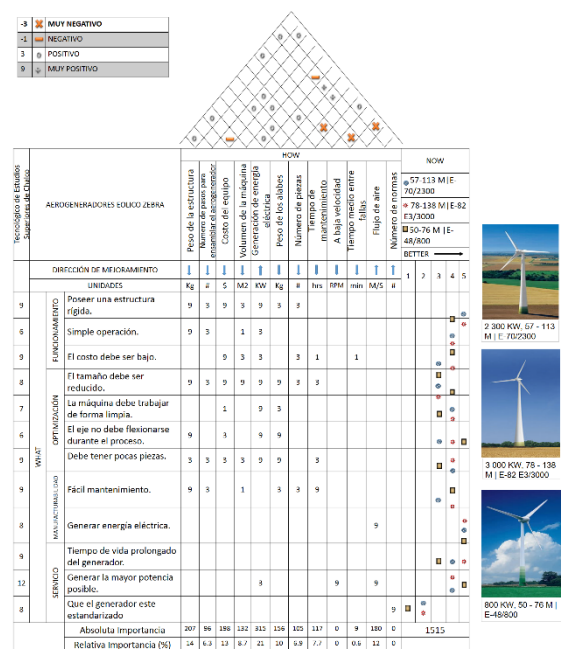 -3 MUY NEGATIVO
-1 NEGATIVO
3 POSITIVO
9 MUY POSITIVO
Tecnológico de Estudios Superiores de Chalco
AEROGENERADORES EOLICO ZEBRA
HOW
Peso de la estructura
Número de pasos para ensamblar el aerogenerador
Costo del equipo
Volumen de la máquina
Generación de energía eléctrica
Peso de los alabes
Número de piezas
Tiempo de mantenimiento
A baja velocidad
Tiempo medio entre fallas
Flujo de aire
Número de normas
NOW
57-113 M|E-70/2300
78-138 M|E-82 E3/3000
50-76 M|E-48/800
BETTER
DIRECCIÓN DE MEJORAMIENTO
1 2 3 4 5
UNIDADES Kg # $ M2 KW Kg # hrs RPM min M/S #
WHAT
FUNCIONAMIENTO
9 Poseer una estructura rígida. 9 3 9 3 9 3 3
6 Simple operación. 9 3 1 3
9 El costo debe ser bajo. 9 3 3 3 1 1
OPTIMIZACIÓN
8 El tamaño debe ser reducido. 9 3 9 9 9 9 3 3
7 La máquina debe trabajar de forma limpia. 1 9 3
6 El eje no debe flexionarse durante el proceso. 9 3 9 9
9 Debe tener pocas piezas. 3 3 3 3 9 9 3
MANUFACTURABILIDAD
9 Fácil mantenimiento. 9 3 1 3 3 9
8 Generar energía eléctrica. 9
SERVICIO
9 Tiempo de vida prolongado del generador.
12 Generar la mayor potencia posible. 3 9 9
8 Que el generador este estandarizado 9
Absoluta Importancia 207 96 198 132 315 156 105 117 0 9 180 0 1515
Relativa Importancia (%) 14 6.3 13 8.7 21 10 6.9 7.7 0 0.6 12 0
2 300 KW, 57 - 113 M | E-70/2300
3 000 KW, 78 - 138 M | E-82 E3/3000
800 KW, 50 - 76 M | E-48/800